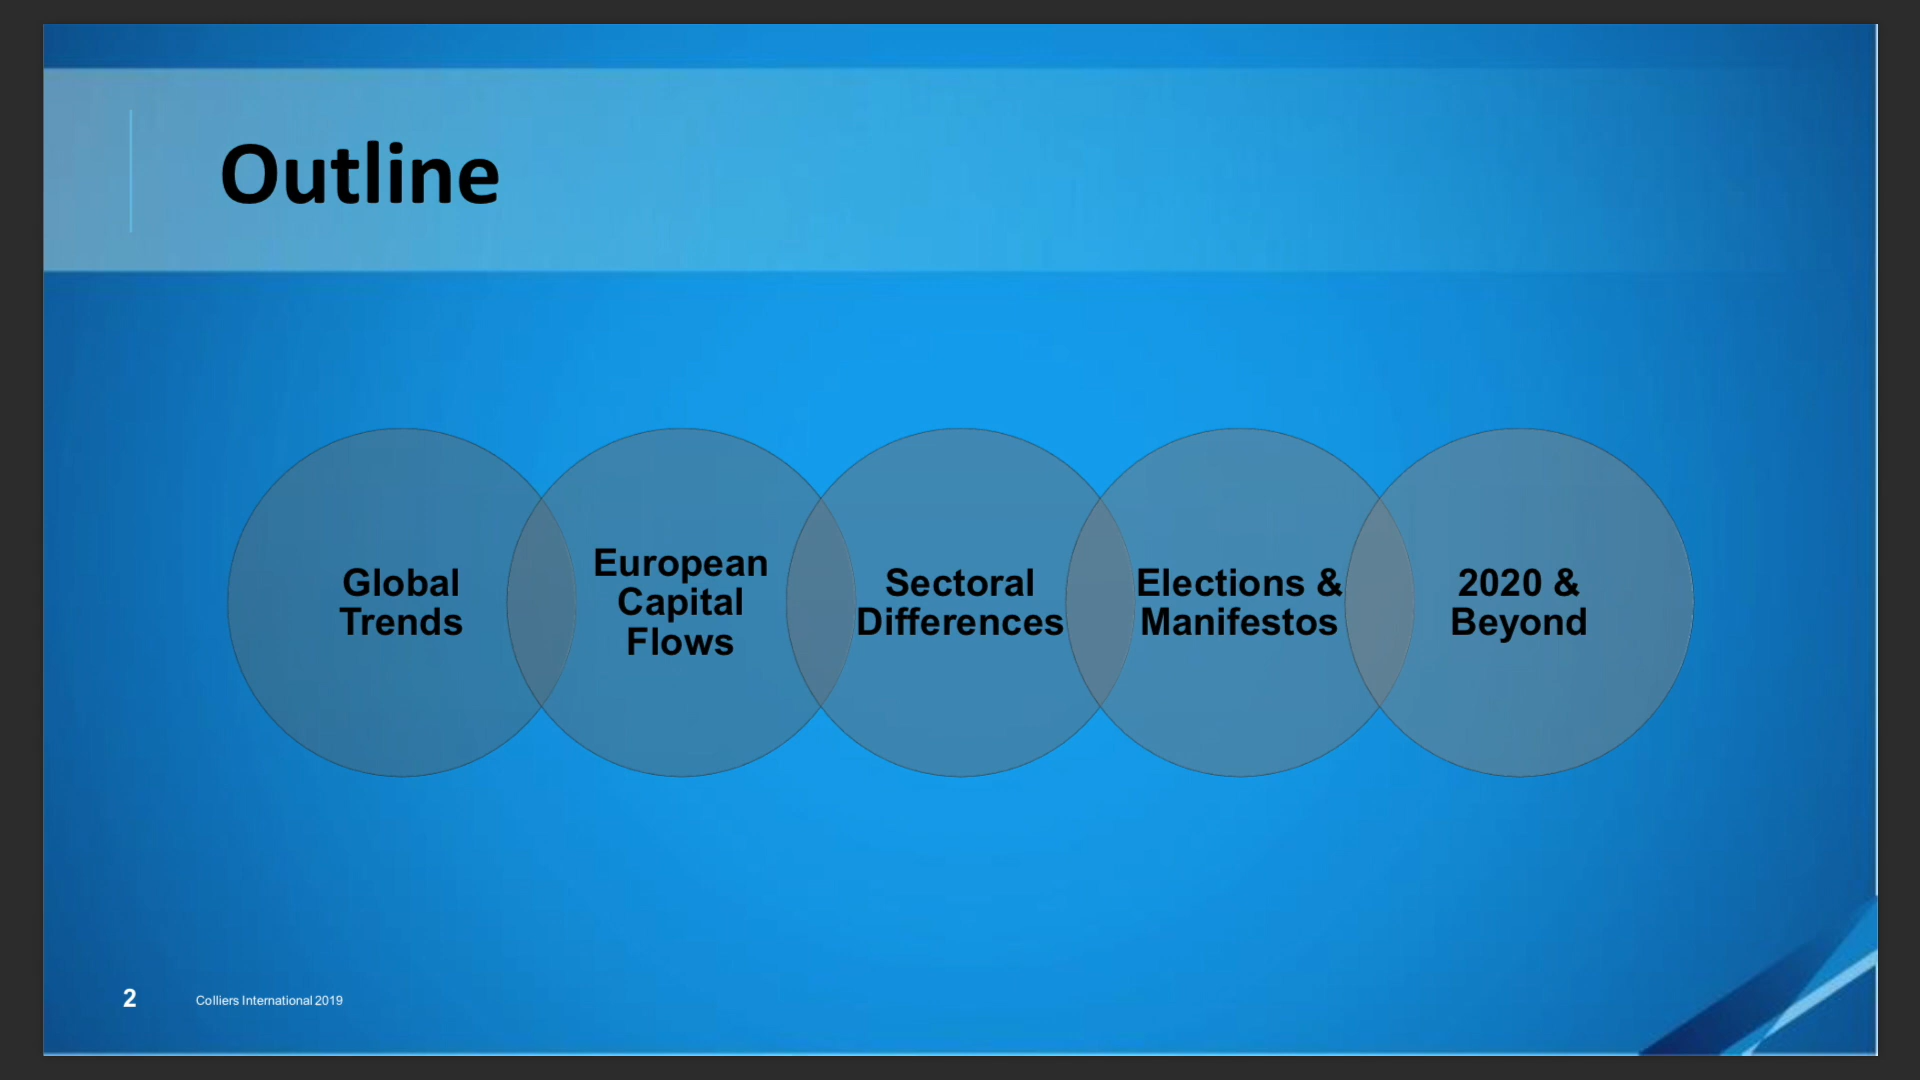 Outline
Global
Trends
European
Capital
Flows
Sectoral
Differences
Elections &
Manifestos
2020 &
Beyond
2
Colliers International 2019